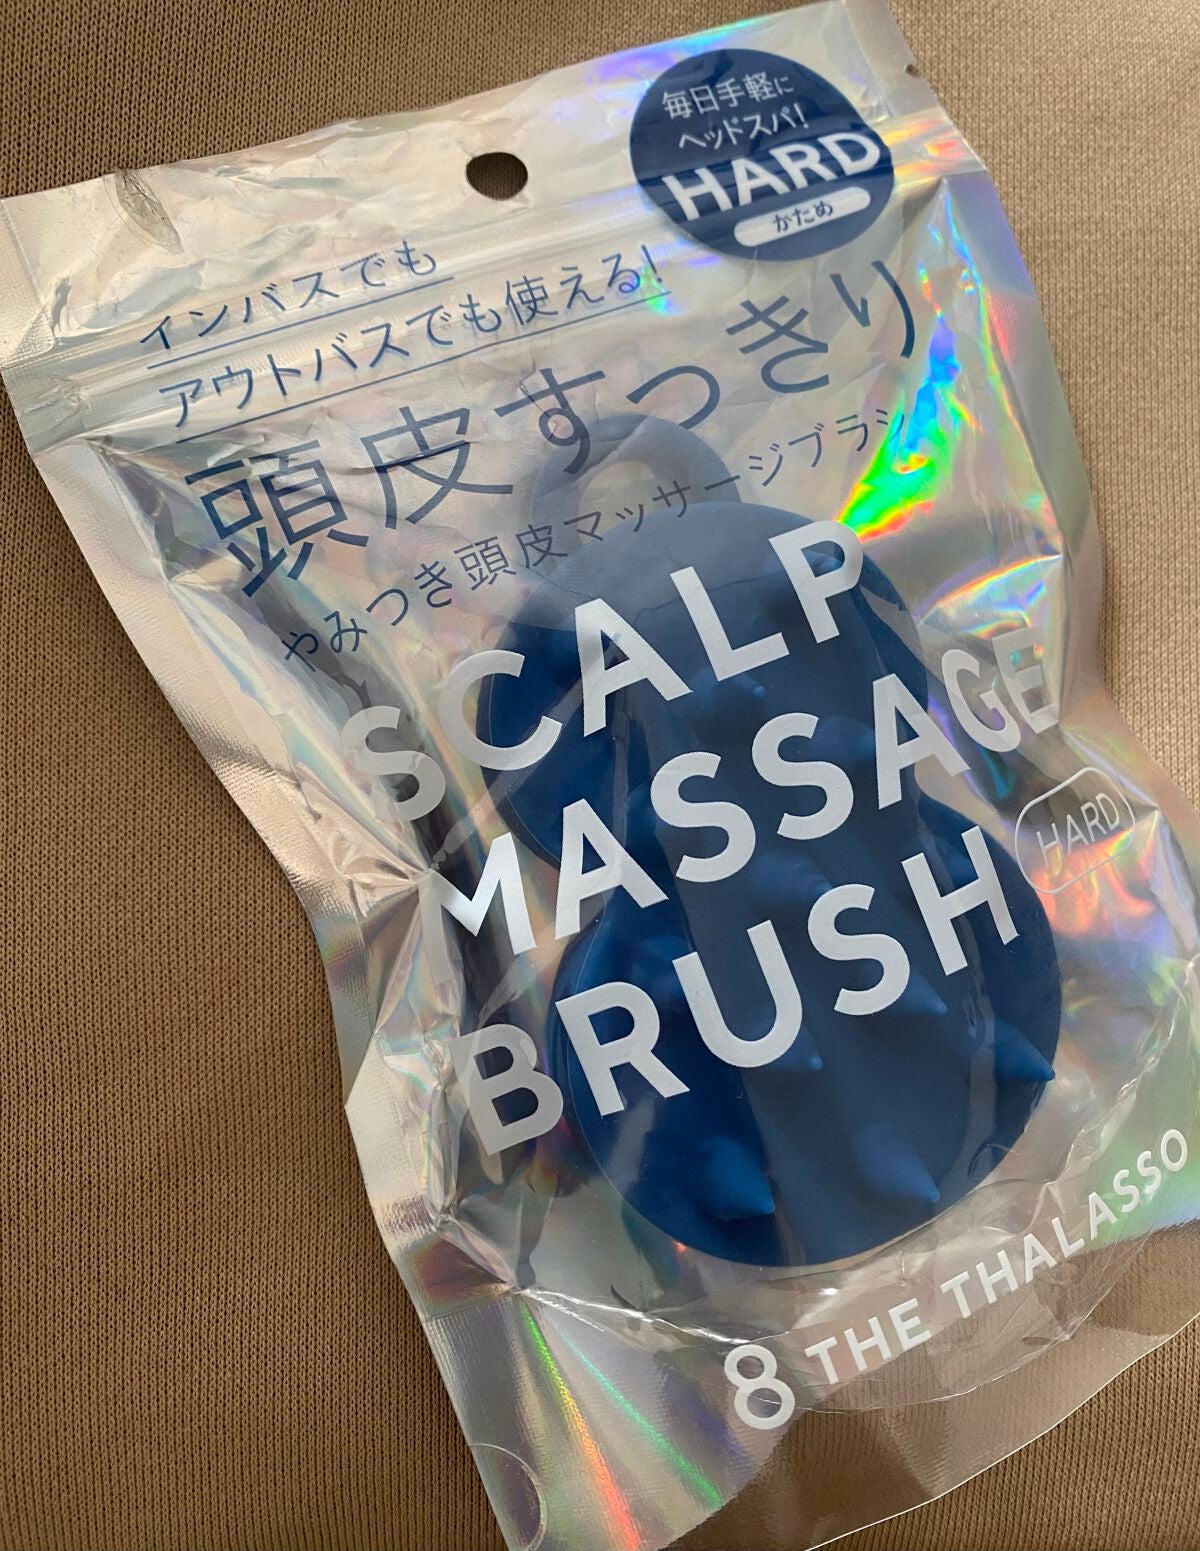 毎日手軽に
ヘッドスパ!
HARD
かため
インバスでも
アウトバスでも使える!
頭皮すっきり
やみつき頭皮マッサージブラシ
SCALP
MASSAGE
BRUSH
HARD
8 THE THALASSO